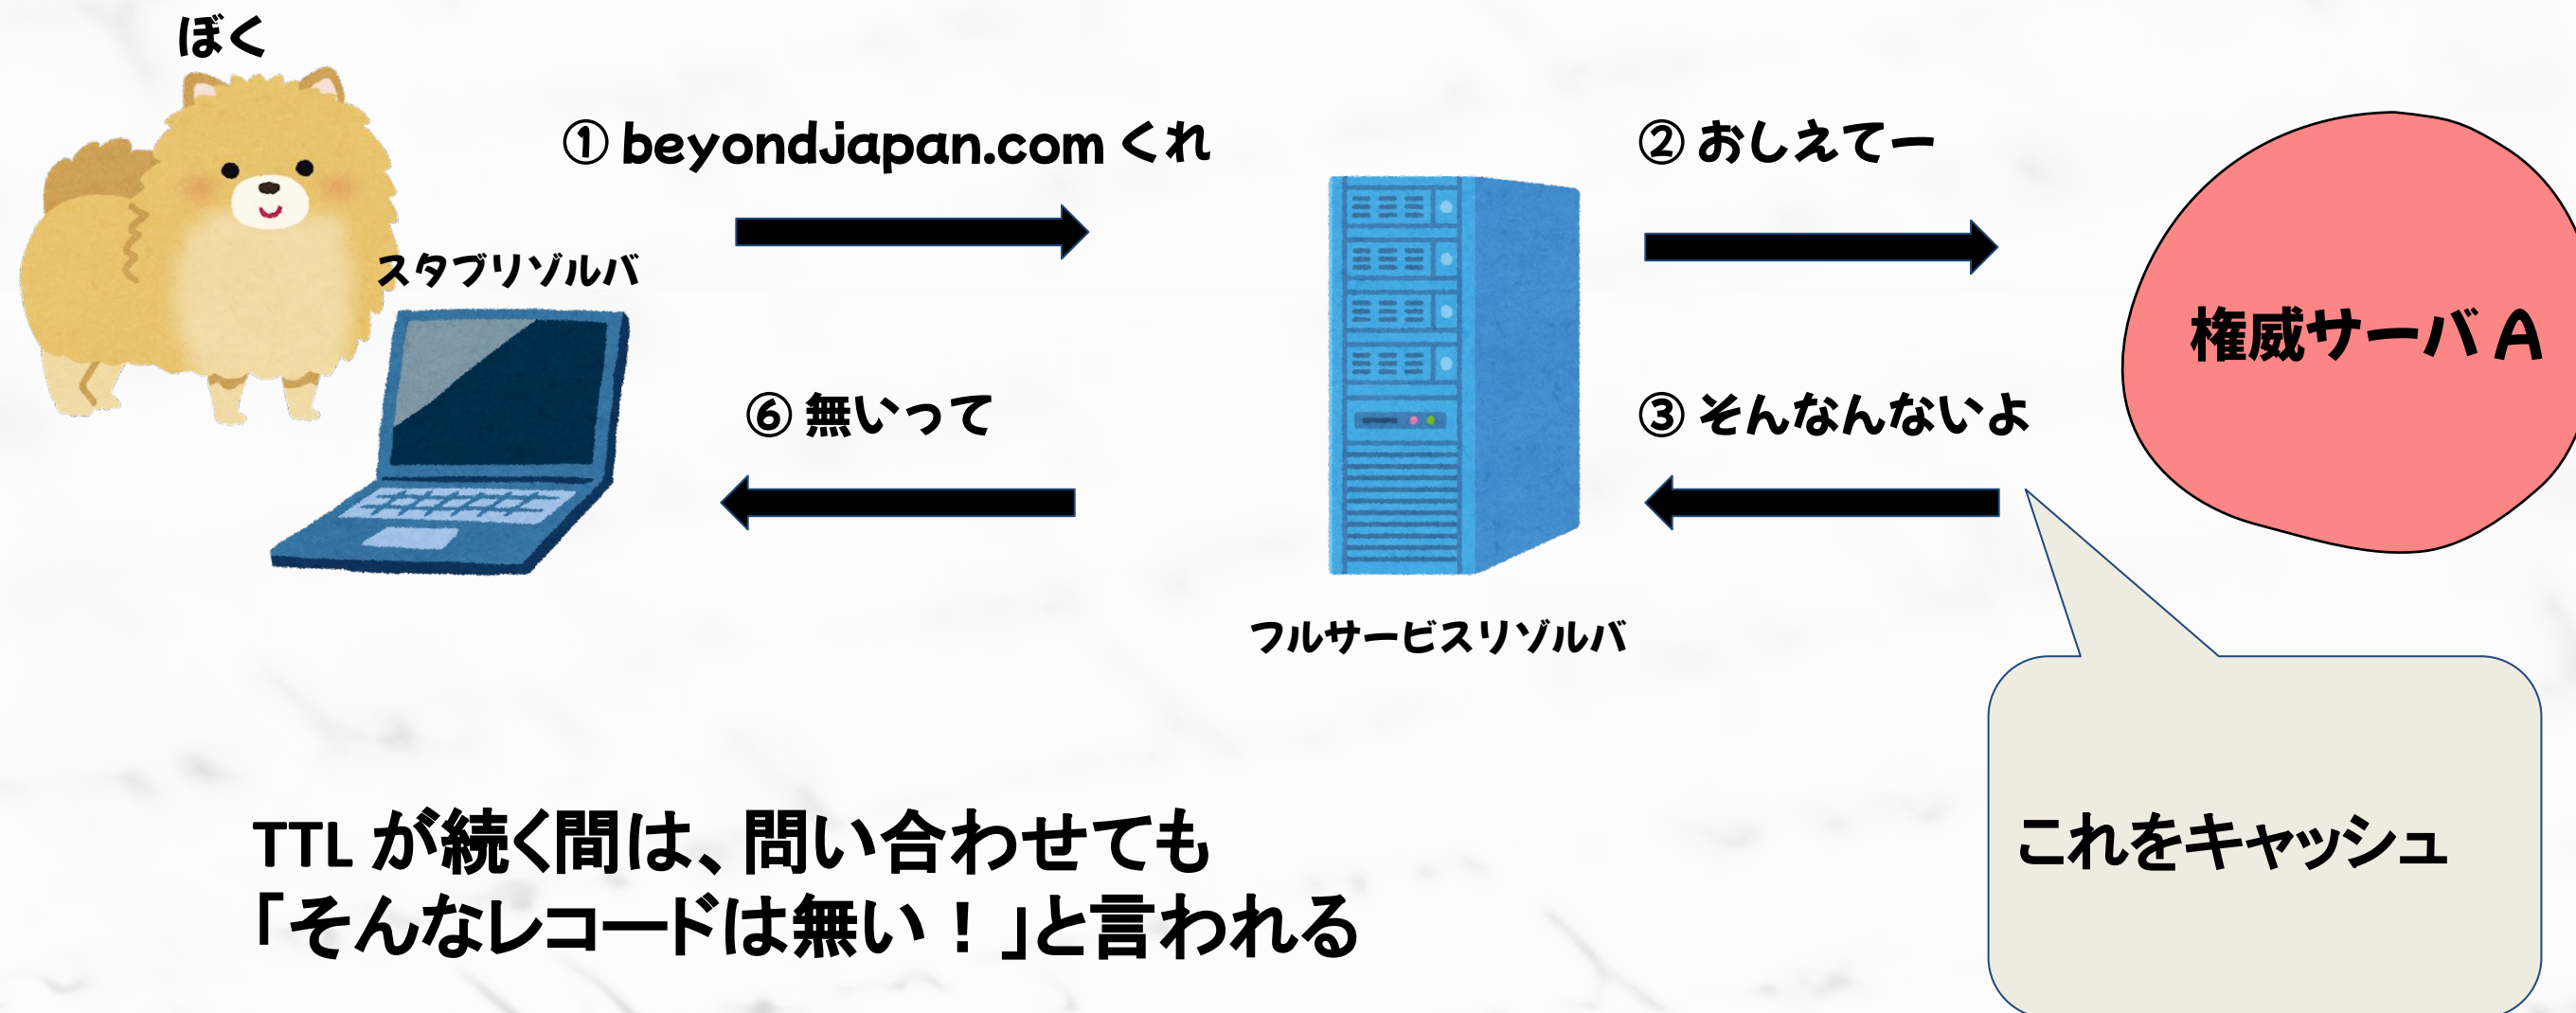 ぼく
① beyondjapan.com くれ
② おしえてー
スタブリゾルバ
権威サーバ A
⑥ 無いって
③ そんなんないよ
フルサービスリゾルバ
TTL が続く間は、問い合わせても
「そんなレコードは無い！」と言われる
これをキャッシュ